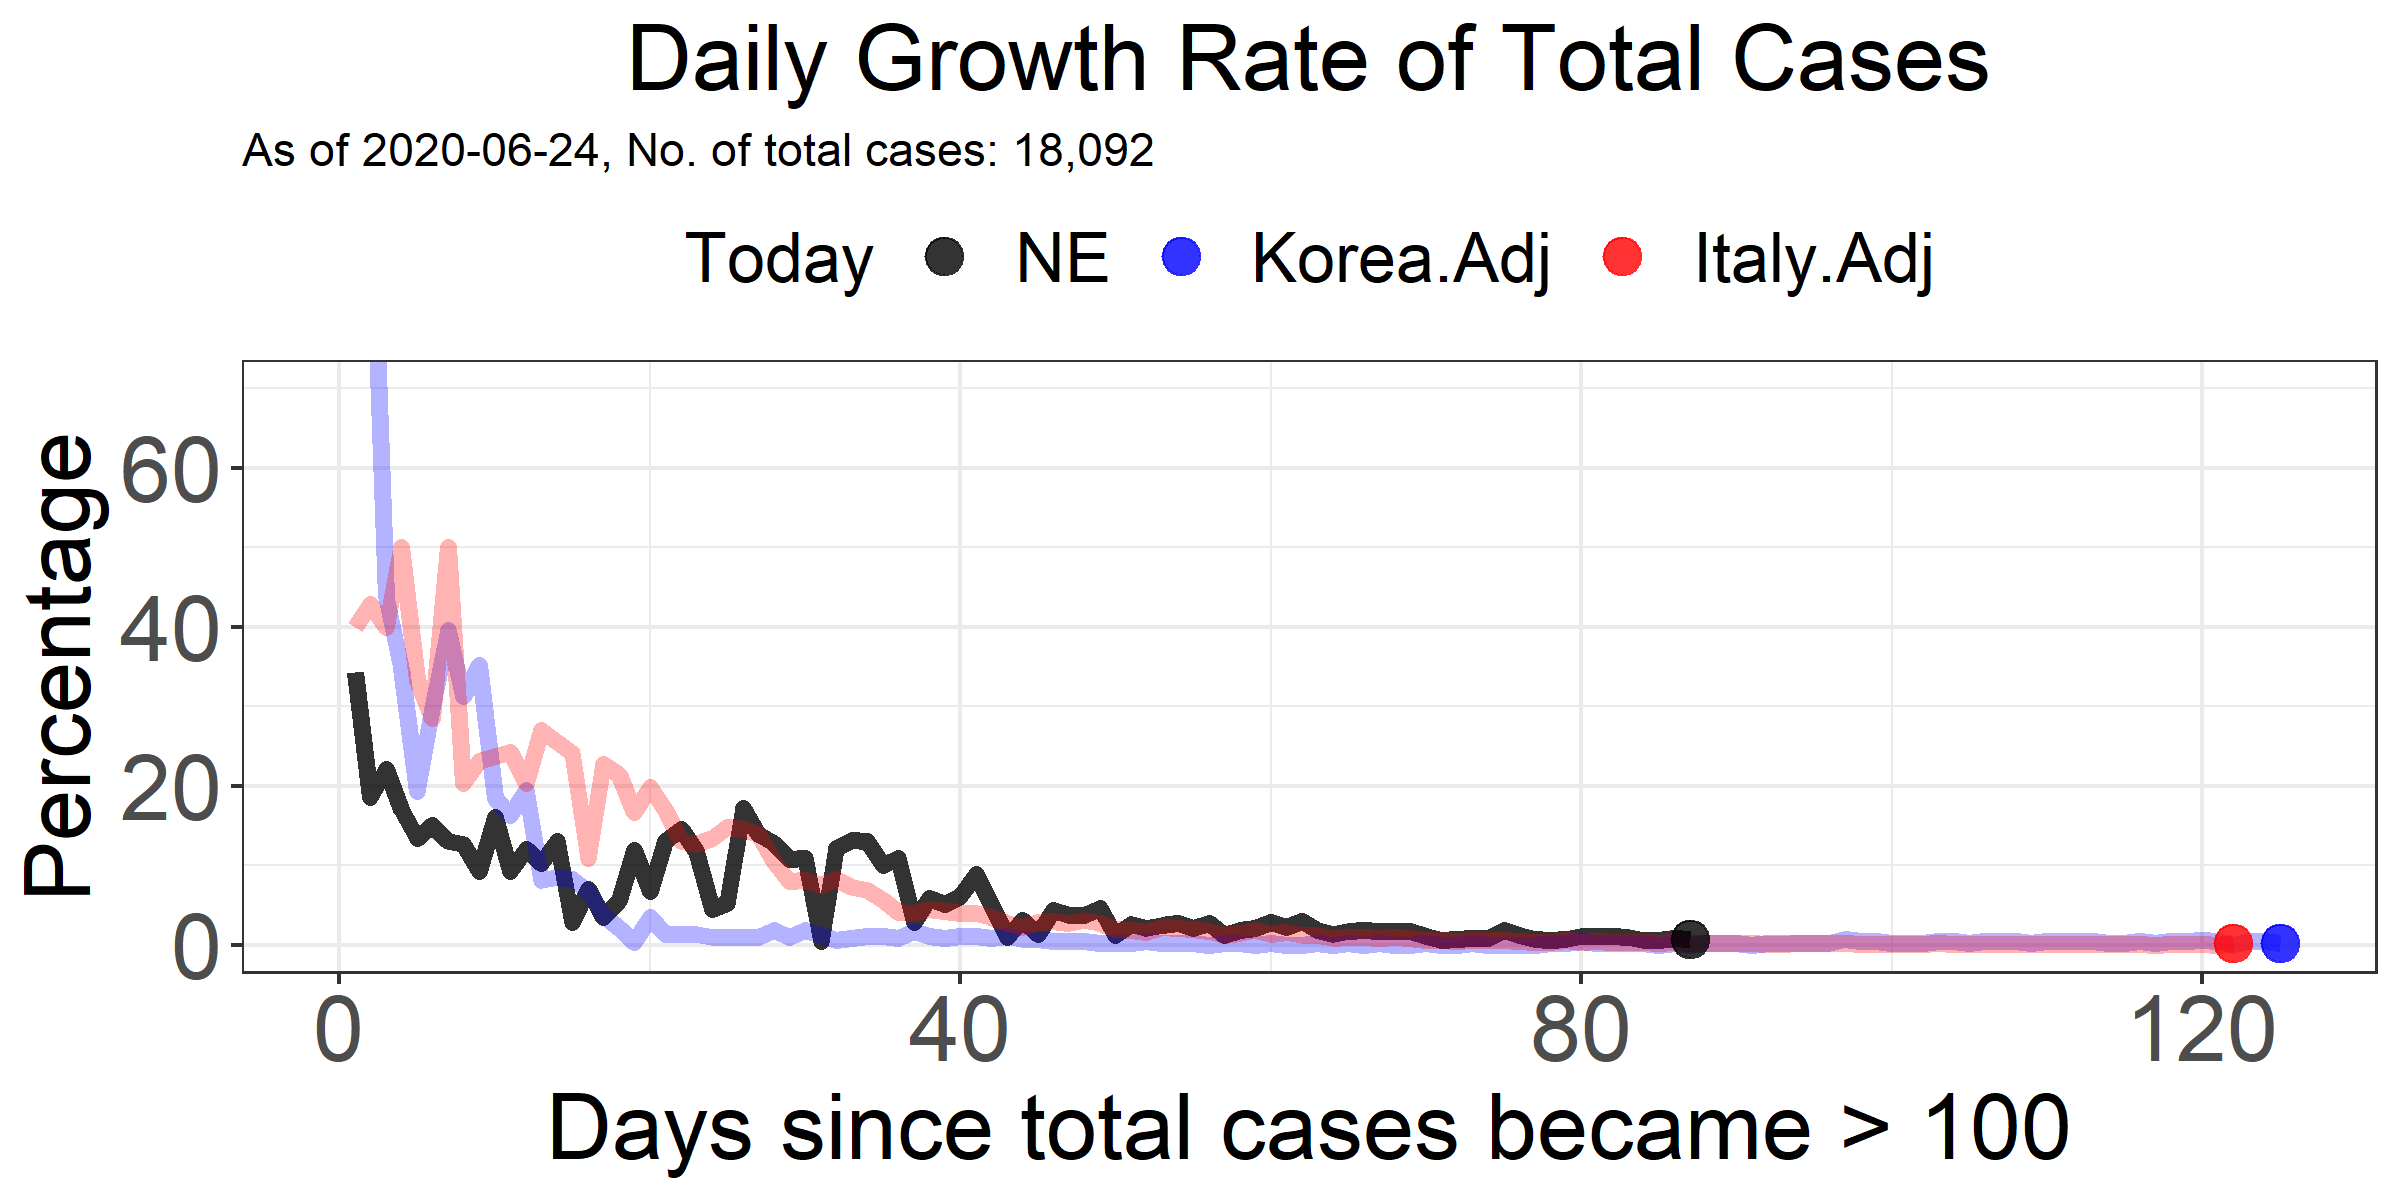 Daily Growth Rate of Total Cases
As of 2020-06-24, No. of total cases: 18,092
Today NE Korea.Adj Italy.Adj
Percentage
60
40
20
0
0 40 80 120
Days since total cases became > 100